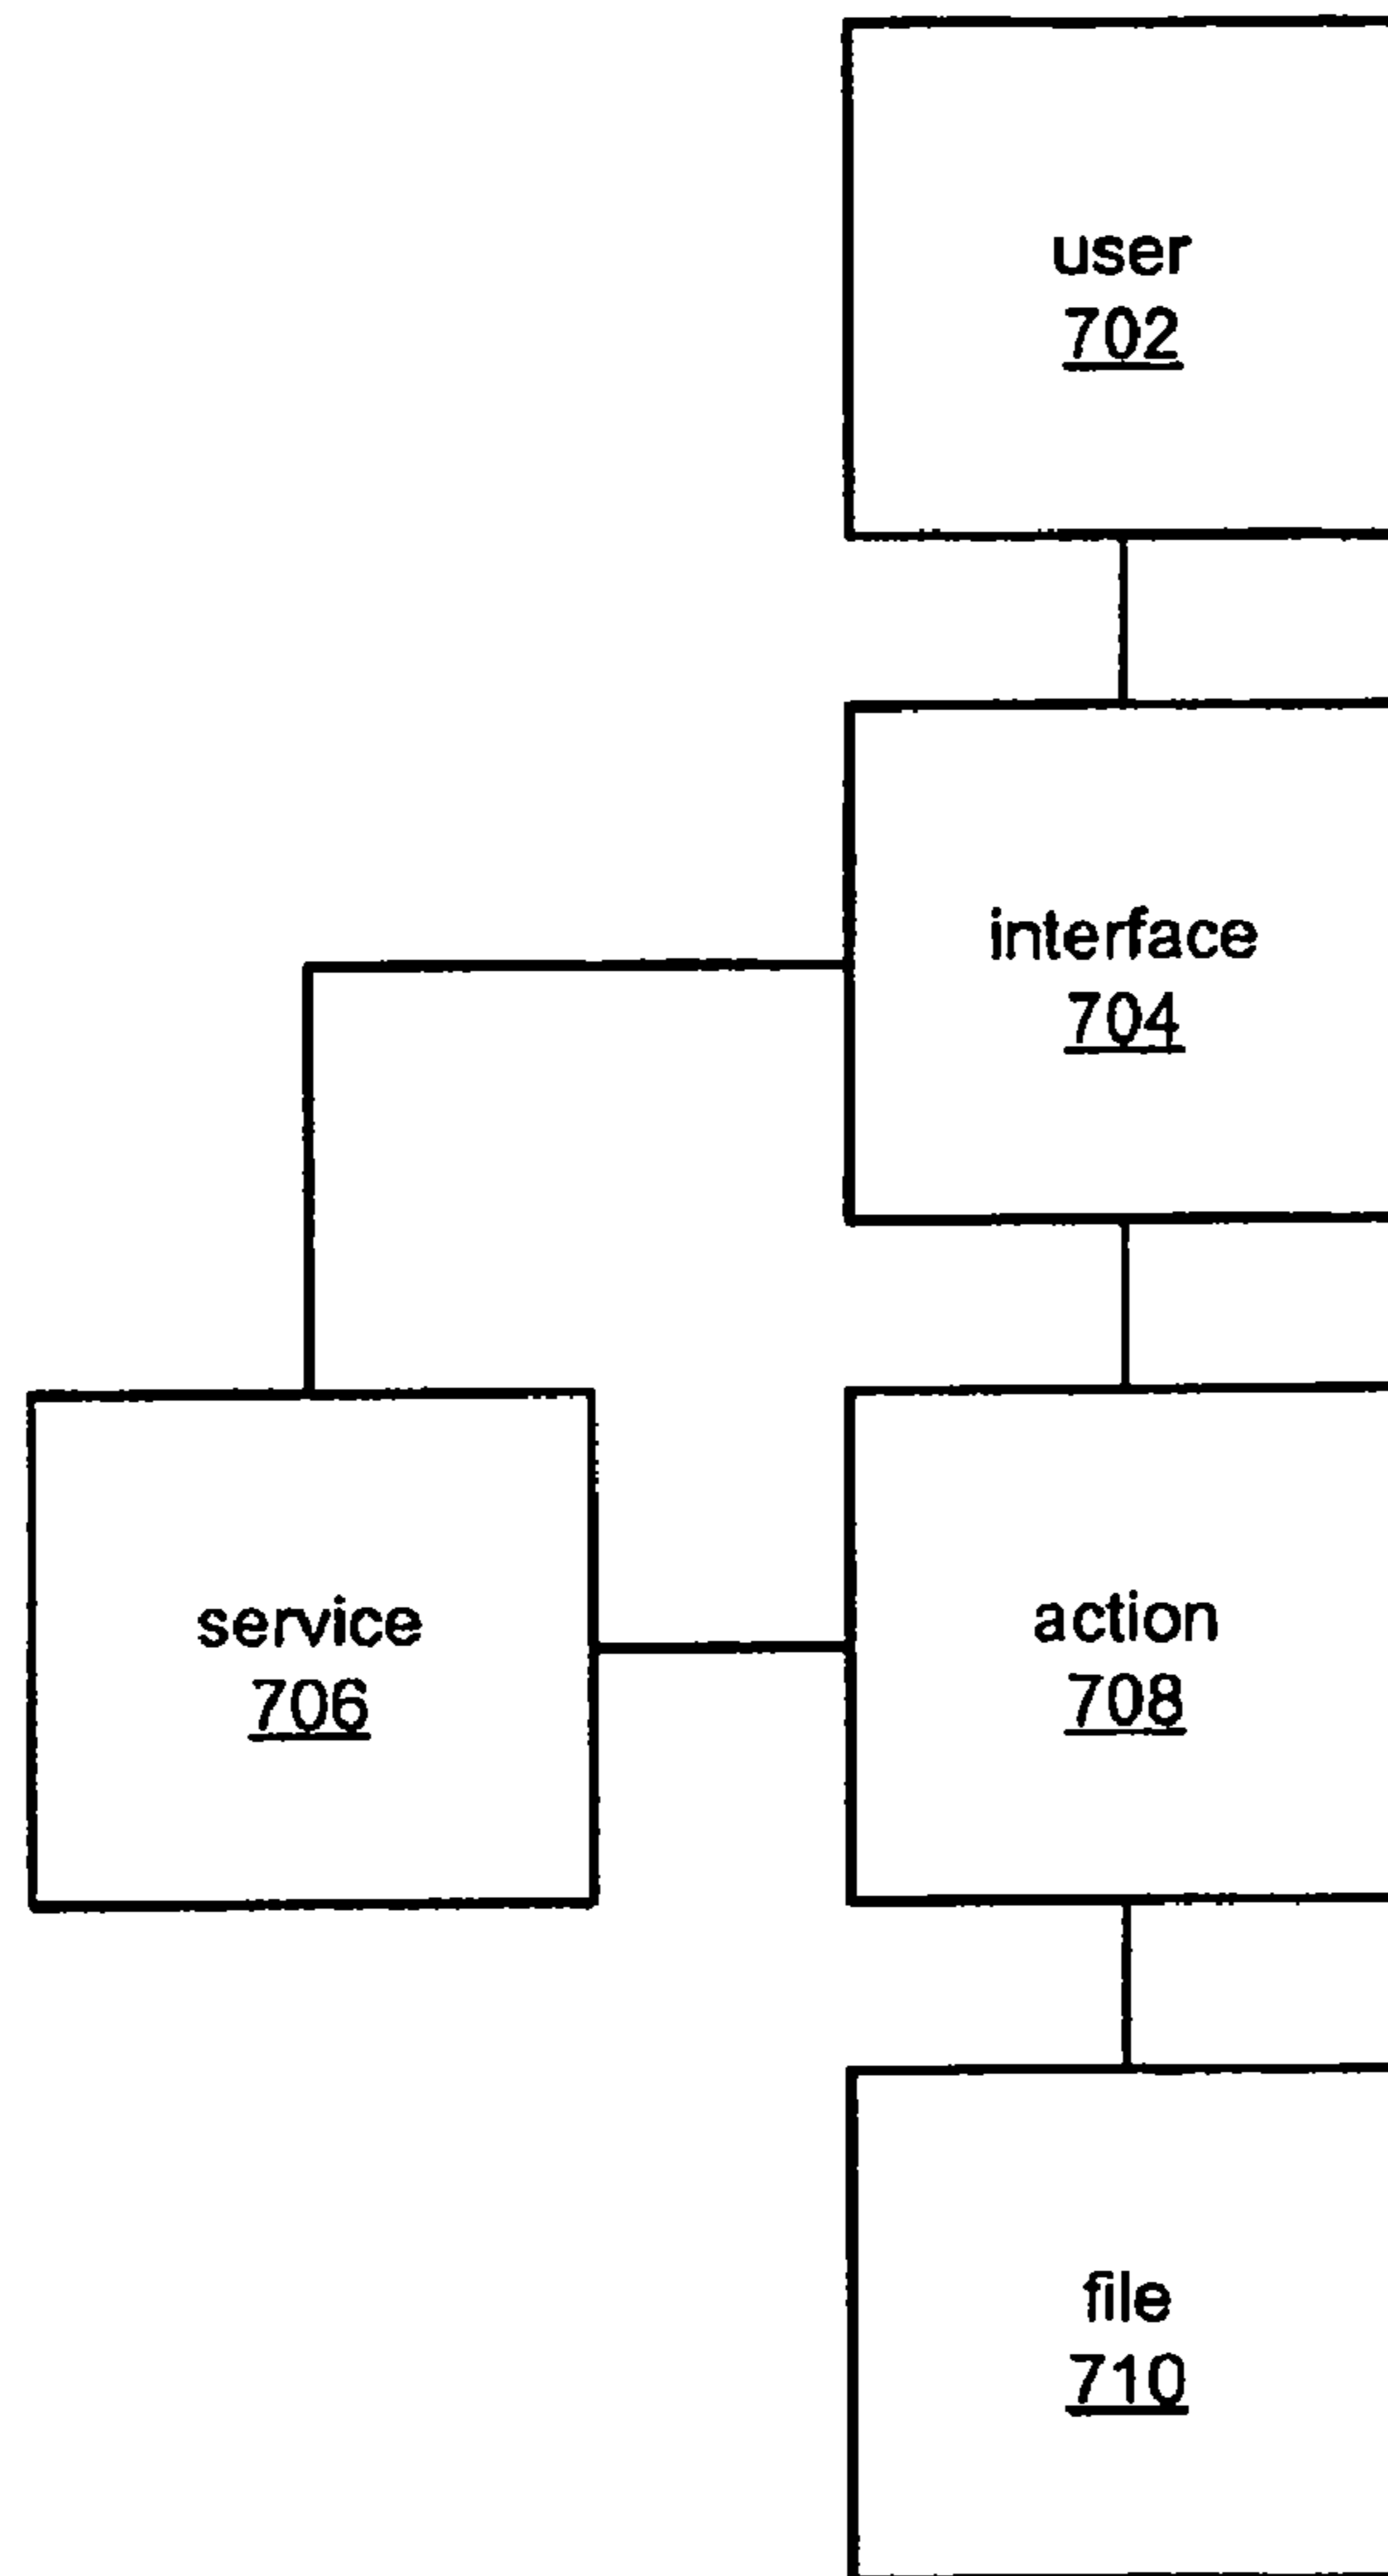 user
702
interface
704
service
706
action
708
file
710